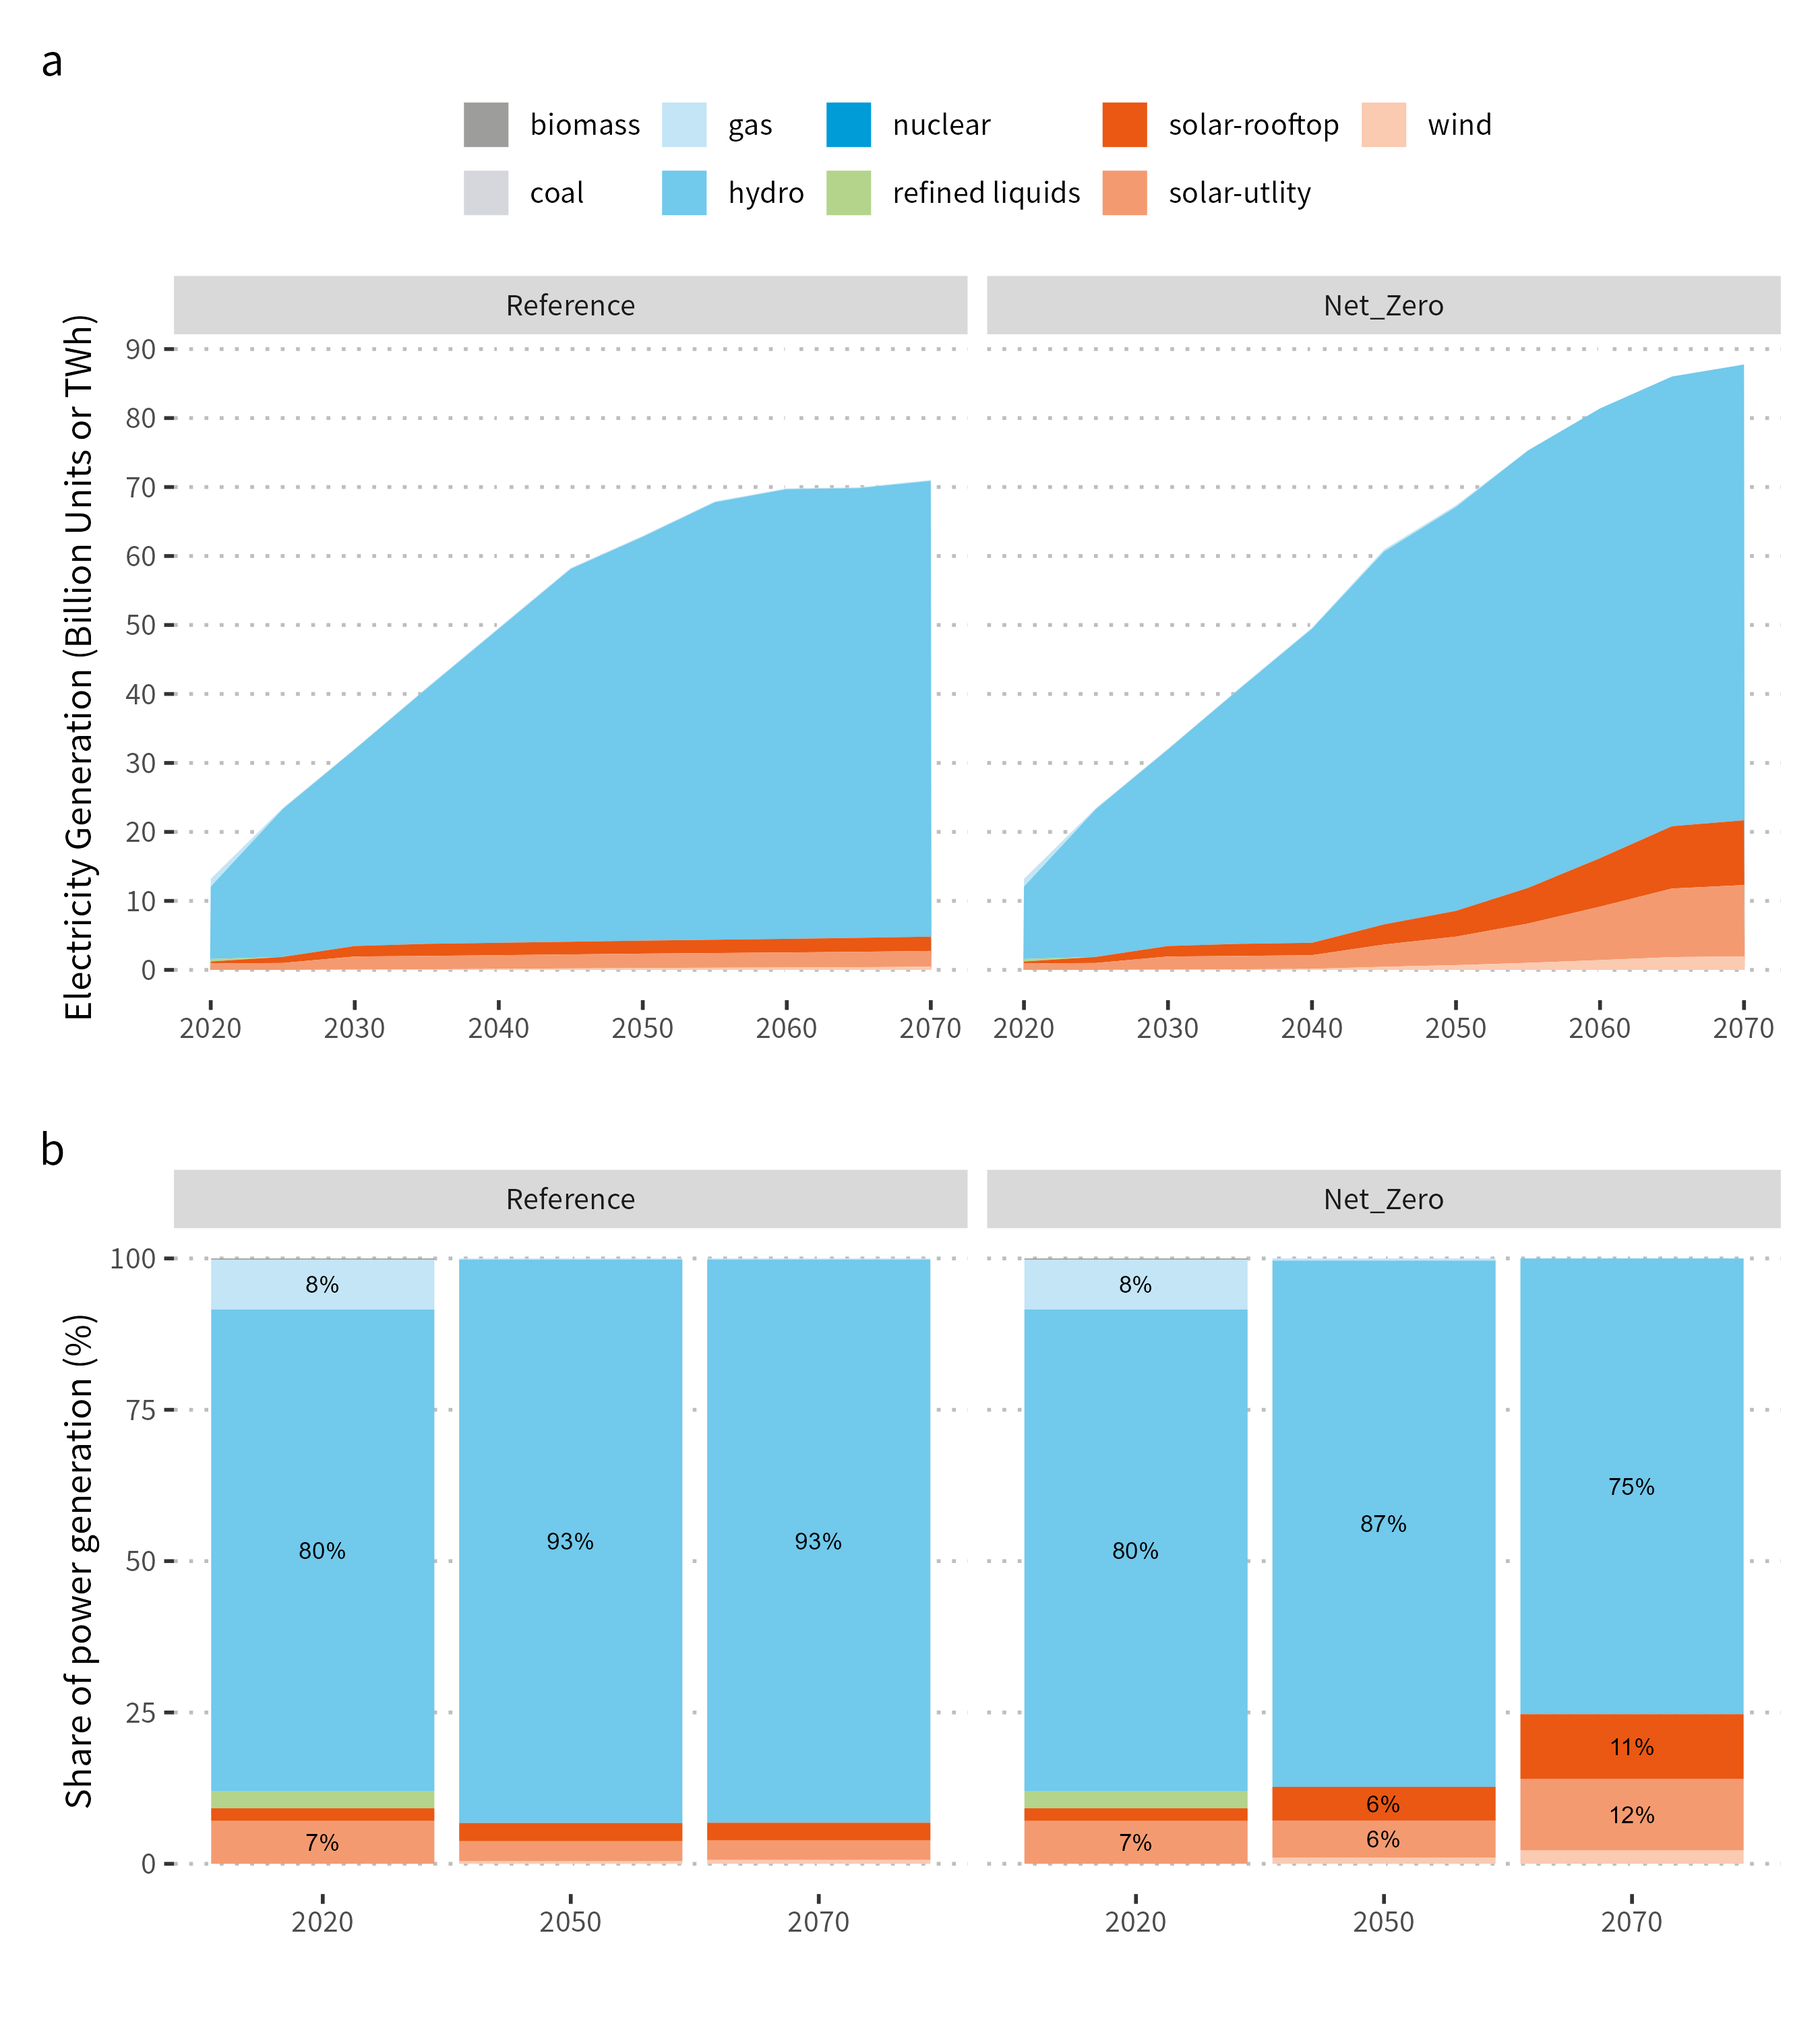 a
biomass gas nuclear solar-rooftop wind
coal hydro refined liquids solar-utlity
Reference Net_Zero
Electricity Generation (Billion Units or TWh)
90
80
70
60
50
40
30
20
10
0
2020 2030 2040 2050 2060 2070 2020 2030 2040 2050 2060 2070
b
Reference Net_Zero
Share of power generation (%)
100
75
50
25
0
8% 8%
75%
87%
93% 93%
80% 80%
11%
6%
12%
6%
7% 7%
2020 2050 2070 2020 2050 2070